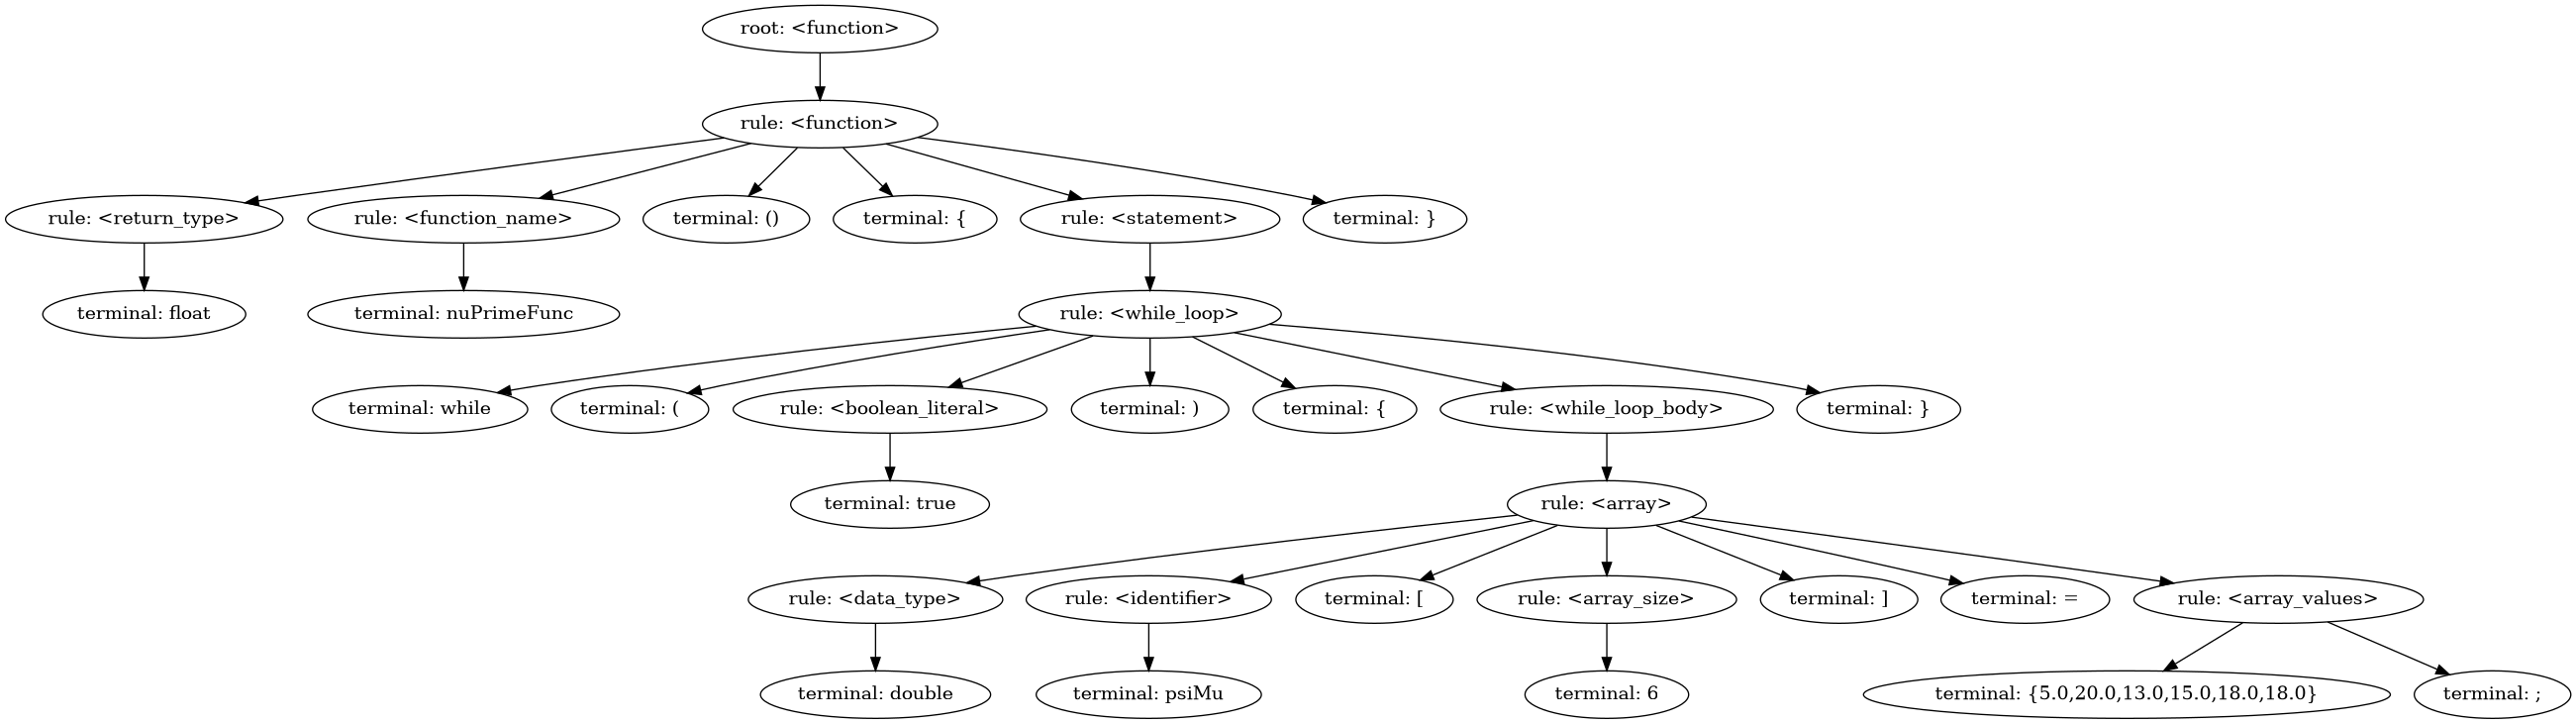 root: <function>
rule: <function>
rule: <return_type>
rule: <function_name>
terminal: ()
terminal: {
rule: <statement>
terminal: }
terminal: float
terminal: nuPrimeFunc
rule: <while_loop>
terminal: while
terminal: (
rule: <boolean_literal>
terminal: )
terminal: {
rule: <while_loop_body>
terminal: }
terminal: true
rule: <array>
rule: <data_type>
rule: <identifier>
terminal: [
rule: <array_size>
terminal: ]
terminal: =
rule: <array_values>
terminal: double
terminal: psiMu
terminal: 6
terminal: {5.0,20.0,13.0,15.0,18.0,18.0}
terminal: ;